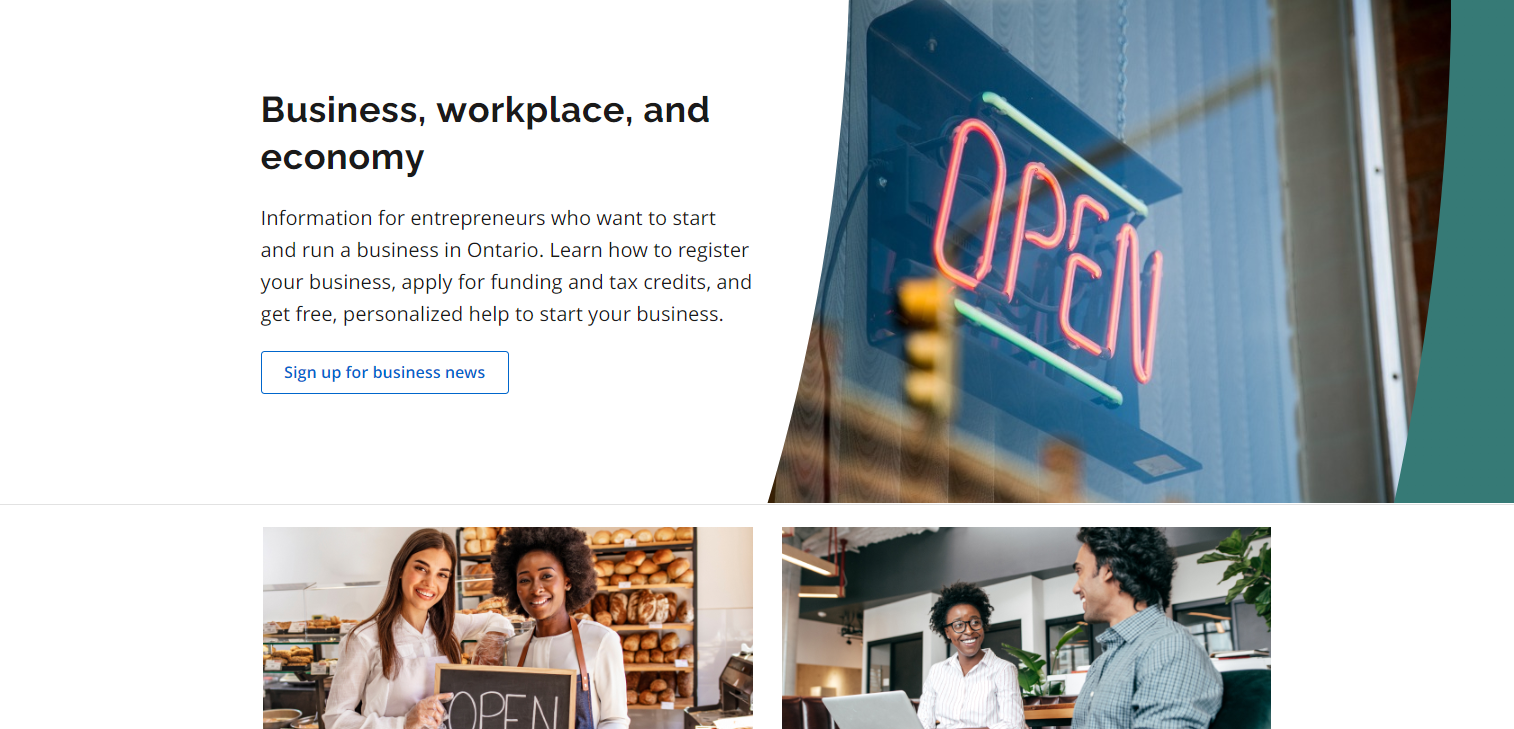 Business, workplace, and
economy
Information for entrepreneurs who want to start
and run a business in Ontario. Learn how to register
your business, apply for funding and tax credits, and
get free, personalized help to start your business.
Sign up for business news
OPEN
OPEN